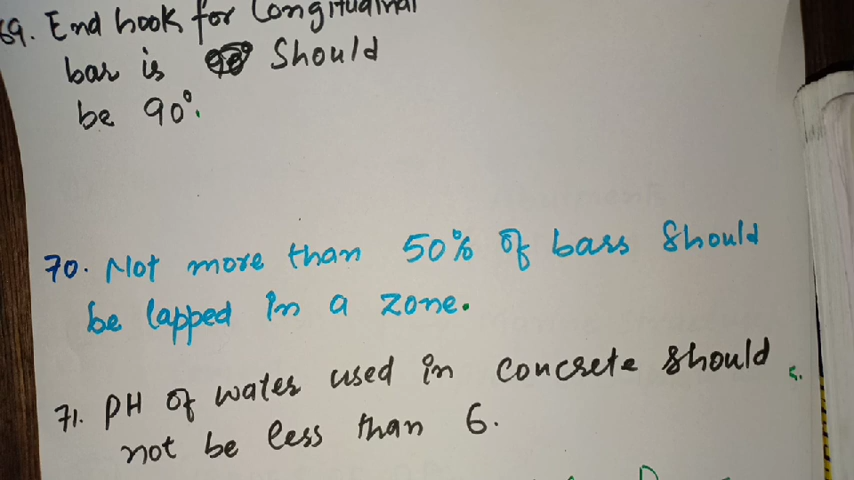 69. End hook for Longitudinal
bar is Should
be 90°.
70. Not more than 50% of bars Should
be lapped in a zone.
71. PH of water used in concrete should
not be less than 6.